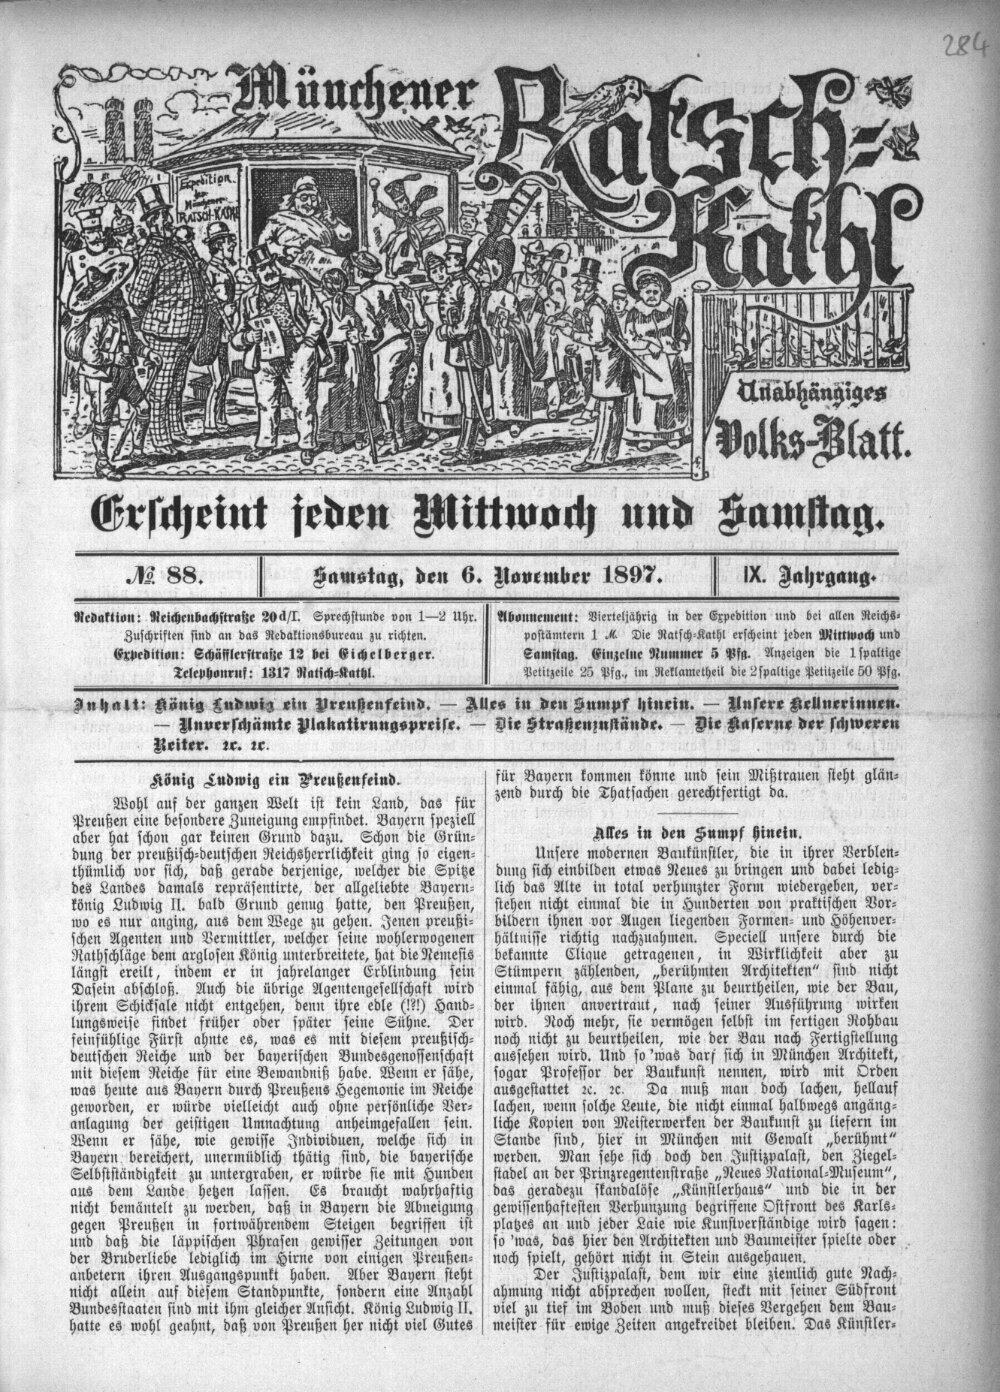 284
Münchener
Ratsch-
Kathl
Expedition
der
Münchener
RATSCH-KATHL
Unabhängiges
Volks-Blatt.
Erscheint jeden Mittwoch und Samstag.
№ 88.
Samstag, den 6. November 1897.
IX. Jahrgang.
Redaktion: Reichenbachstraße 20d/I. Sprechstunde von 1—2 Uhr.
Zuschriften sind an das Redaktionsbureau zu richten.
Expedition: Schäfflerstraße 12 bei Eichelberger.
Telephonruf: 1317 Ratsch-Kathl.
Abonnement: Vierteljährig in der Expedition und bei allen Reichs-
postämtern 1 M. Die Ratsch-Kathl erscheint jeden Mittwoch und
Samstag. Einzelne Nummer 5 Pfg. Anzeigen die 1spaltige
Petitzeile 25 Pfg., im Reklametheil die 2spaltige Petitzeile 50 Pfg.
Inhalt: König Ludwig ein Preußenfeind. — Alles in den Sumpf hinein. — Unsere Kellnerinnen.
— Unverschämte Plakatirungspreise. — Die Straßenzustände. — Die Kaserne der schweren
Reiter. ꝛc. ꝛc.
König Ludwig ein Preußenfeind.
Wohl auf der ganzen Welt ist kein Land, das für
Preußen eine besondere Zuneigung empfindet. Bayern speziell
aber hat schon gar keinen Grund dazu. Schon die Grün-
dung der preußisch-deutschen Reichsherrlichkeit ging so eigen-
thümlich vor sich, daß gerade derjenige, welcher die Spitze
des Landes damals repräsentirte, der allgeliebte Bayern-
könig Ludwig II. bald Grund genug hatte, den Preußen,
wo es nur anging, aus dem Wege zu gehen. Jenen preußi-
schen Agenten und Vermittler, welcher seine wohlerwogenen
Rathschläge dem arglosen König unterbreitete, hat die Nemesis
längst ereilt, indem er in jahrelanger Erblindung sein
Dasein abschloß. Auch die übrige Agentengesellschaft wird
ihrem Schicksale nicht entgehen, denn ihre edle (!?!) Hand-
lungsweise findet früher oder später seine Sühne. Der
feinfühlige Fürst ahnte es, was es mit diesem preußisch-
deutschen Reiche und der bayerischen Bundesgenossenschaft
mit diesem Reiche für eine Bewandniß habe. Wenn er sähe,
was heute aus Bayern durch Preußens Hegemonie im Reiche
geworden, er würde vielleicht auch ohne persönliche Ver-
anlagung der geistigen Umnachtung anheimgefallen sein.
Wenn er sähe, wie gewisse Individuen, welche sich in
Bayern bereichert, unermüdlich thätig sind, die bayerische
Selbstständigkeit zu untergraben, er würde sie mit Hunden
aus dem Lande hetzen lassen. Es braucht wahrhaftig
nicht bemäntelt zu werden, daß in Bayern die Abneigung
gegen Preußen in fortwährendem Steigen begriffen ist
und daß die läppischen Phrasen gewisser Zeitungen von
der Bruderliebe lediglich im Hirne von einigen Preußen-
anbetern ihren Ausgangspunkt haben. Aber Bayern steht
nicht allein auf diesem Standpunkte, sondern eine Anzahl
Bundesstaaten sind mit ihm gleicher Ansicht. König Ludwig II.
hatte es wohl geahnt, daß von Preußen her nicht viel Gutes
für Bayern kommen könne und sein Mißtrauen steht glän-
zend durch die Thatsachen gerechtfertigt da.
Alles in den Sumpf hinein.
Unsere modernen Baukünstler, die in ihrer Verblen-
dung sich einbilden etwas Neues zu bringen und dabei ledig-
lich das Alte in total verhunzter Form wiedergeben, ver-
stehen nicht einmal die in Hunderten von praktischen Vor-
bildern ihnen vor Augen liegenden Formen- und Höhenver-
hältnisse richtig nachzuahmen. Speciell unsere durch die
bekannte Clique getragenen, in Wirklichkeit aber zu
Stümpern zählenden, „berühmten Architekten" sind nicht
einmal fähig, aus dem Plane zu beurtheilen, wie der Bau,
der ihnen anvertraut, nach seiner Ausführung wirken
wird. Noch mehr, sie vermögen selbst im fertigen Rohbau
noch nicht zu beurtheilen, wie der Bau nach Fertigstellung
aussehen wird. Und so 'was darf sich in München Architekt,
sogar Professor der Baukunst nennen, wird mit Orden
ausgestattet ꝛc. ꝛc. Da muß man doch lachen, hellauf
lachen, wenn solche Leute, die nicht einmal halbwegs angäng-
liche Kopien von Meisterwerken der Baukunst zu liefern im
Stande sind, hier in München mit Gewalt „berühmt"
werden. Man sehe sich doch den Justizpalast, den Ziegel-
stadel an der Prinzregentenstraße „Neues National-Museum",
das geradezu skandalöse „Künstlerhaus" und die in der
gewissenhaftesten Verhunzung begriffene Ostfront des Karls-
platzes an und jeder Laie wie Kunstverständige wird sagen:
so 'was, das hier den Architekten und Baumeister spielte oder
noch spielt, gehört nicht in Stein ausgehauen.
Der Justizpalast, dem wir eine ziemlich gute Nach-
ahmung nicht absprechen wollen, steckt mit seiner Südfront
viel zu tief im Boden und muß dieses Vergehen dem Bau-
meister für ewige Zeiten angekreidet bleiben. Das Künstler-